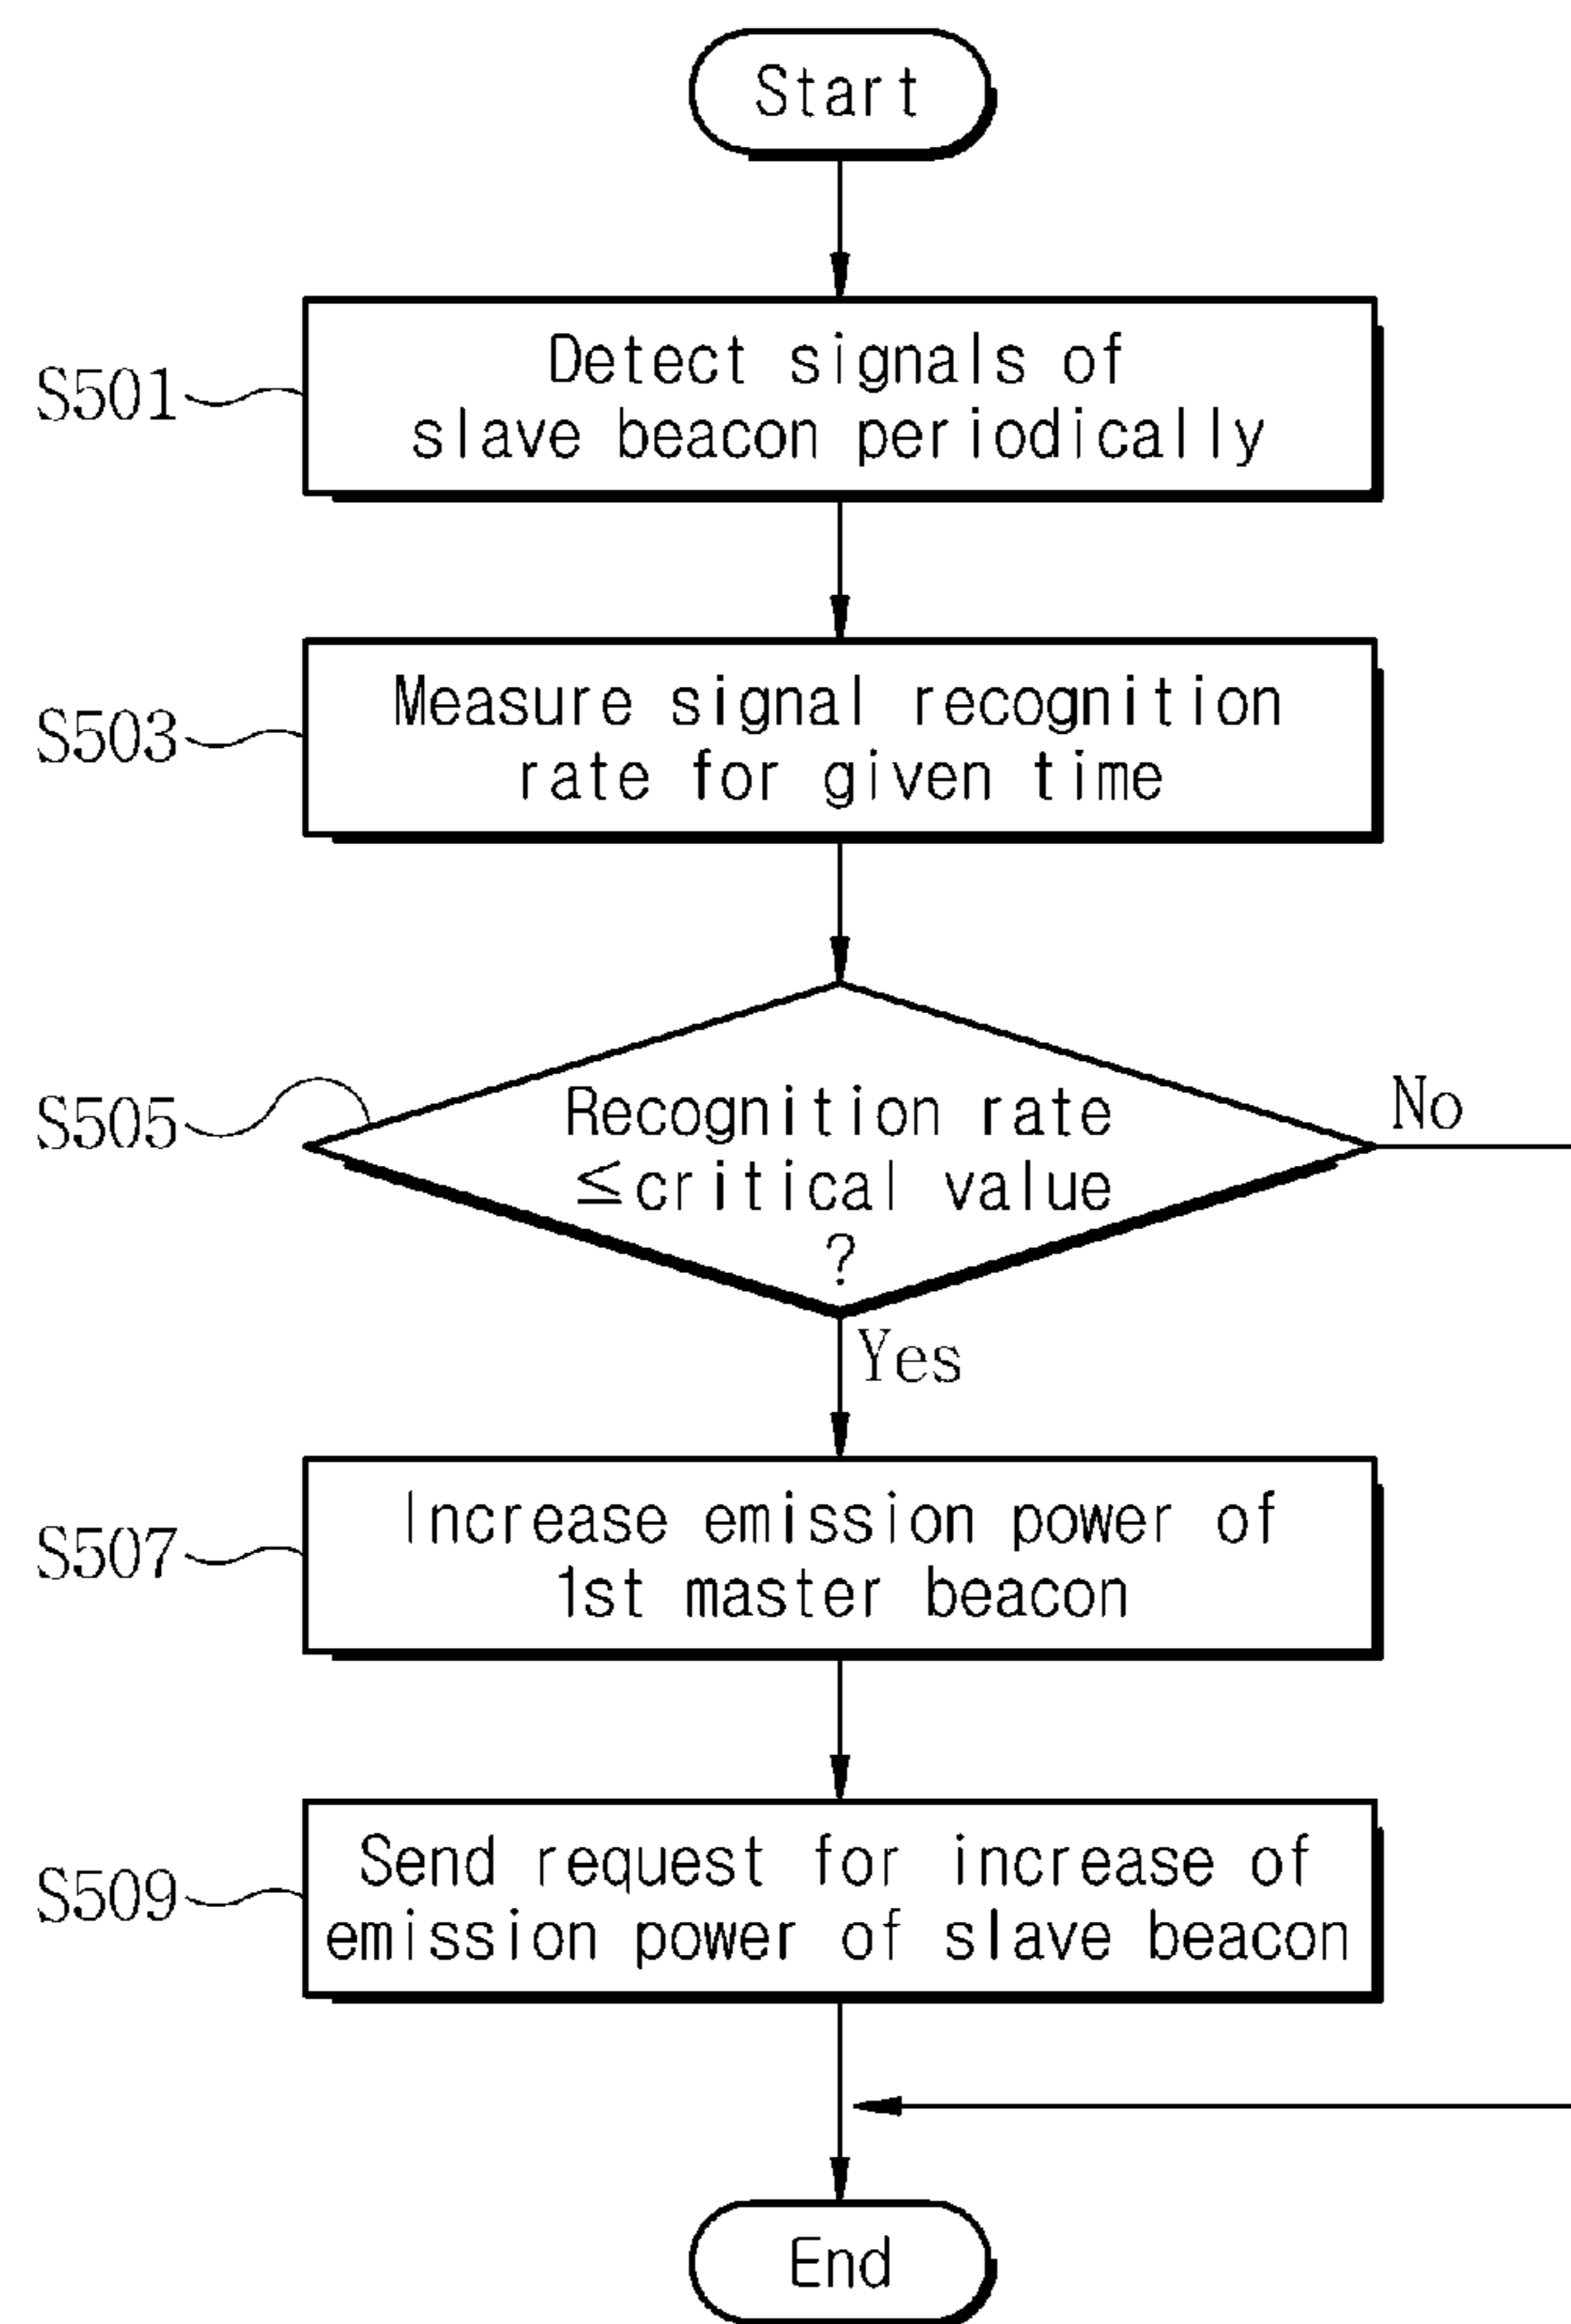 Start
S501
Detect signals of
slave beacon periodically
S503
Measure signal recognition
rate for given time
S505
Recognition rate
≤critical value
?
No
Yes
S507
Increase emission power of
1st master beacon
S509
Send request for increase of
emission power of slave beacon
End